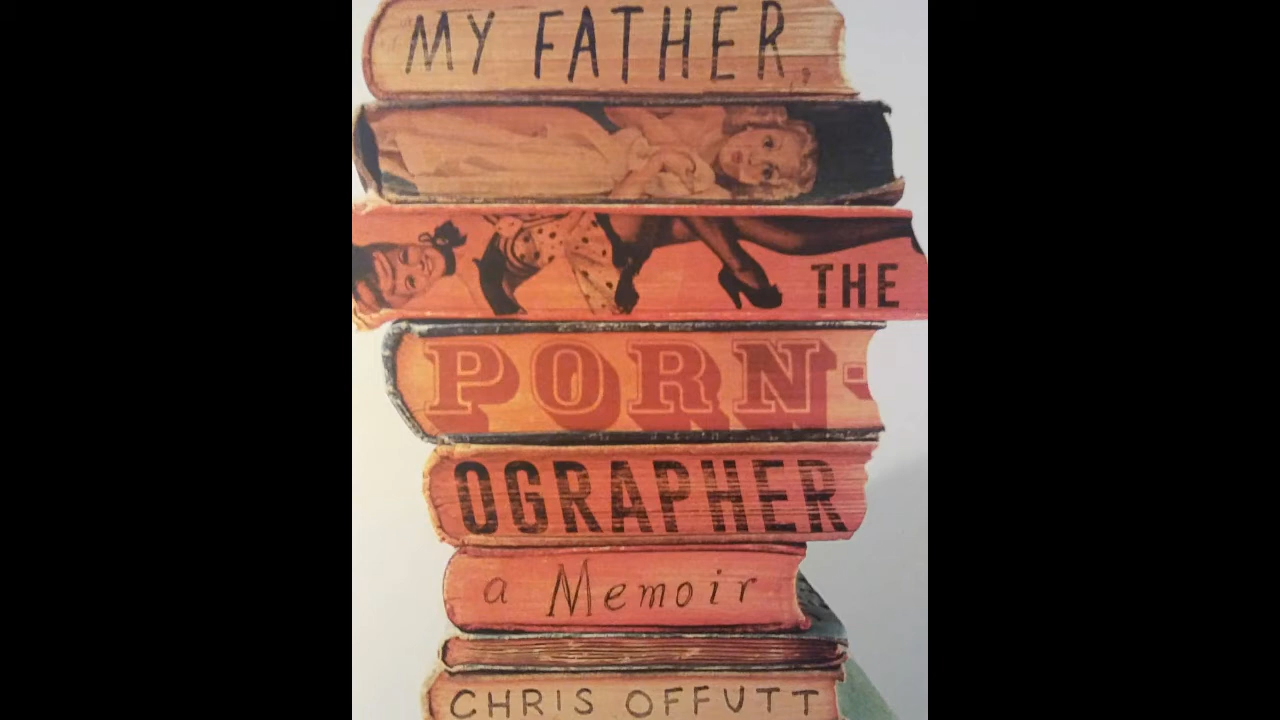 MY FATHER,
THE
PORN-
OGRAPHER
a Memoir
CHRIS OFFUTT